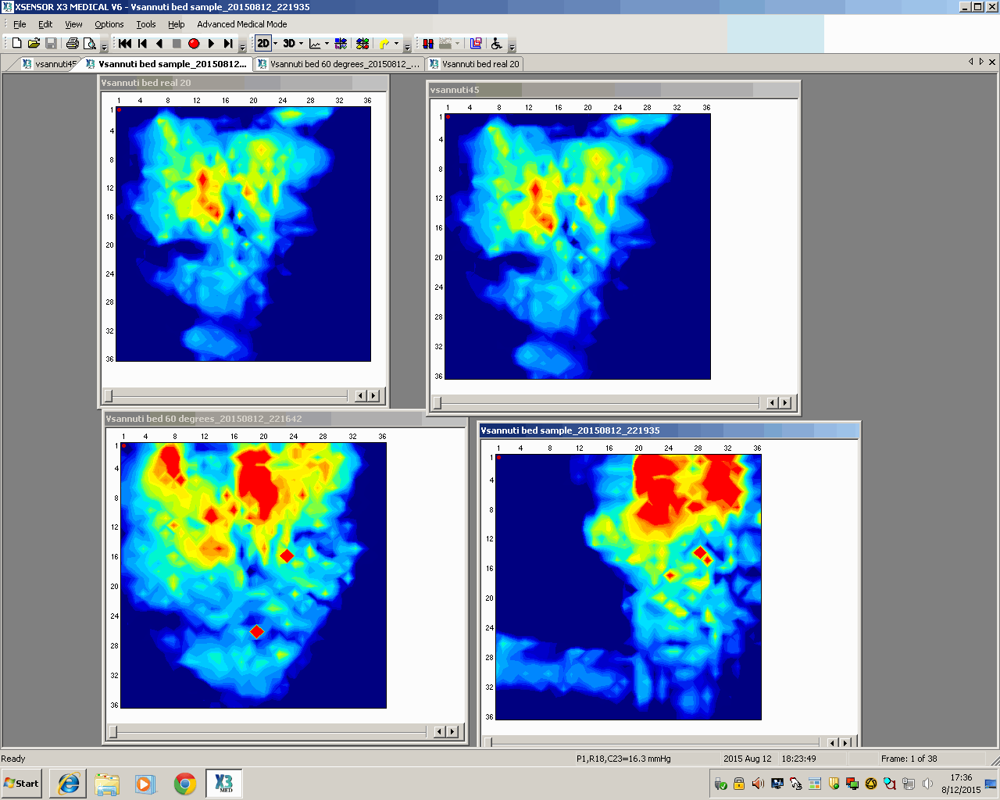 XSENSOR X3 MEDICAL V6 - Vsannuti bed sample_20150812_221935
File Edit View Options Tools Help Advanced Medical Mode
2D 3D
X3 vsannuti45 X3 Vsannuti bed sample_20150812... X3 Vsannuti bed 60 degrees_20150812_... X3 Vsannuti bed real 20
Vsannuti bed real 20
1 4 8 12 16 20 24 28 32 36
1
4
8
12
16
20
24
28
32
36
vsannuti45
1 4 8 12 16 20 24 28 32 36
1
4
8
12
16
20
24
28
32
36
Vsannuti bed 60 degrees_20150812_221642
1 4 8 12 16 20 24 28 32 36
1
4
8
12
16
20
24
28
32
36
Vsannuti bed sample_20150812_221935
1 4 8 12 16 20 24 28 32 36
1
4
8
12
16
20
24
28
32
36
Ready P1,R18,C23=16.3 mmHg 2015 Aug 12 18:23:49 Frame: 1 of 38
Start X3 MED 17:36
8/12/2015